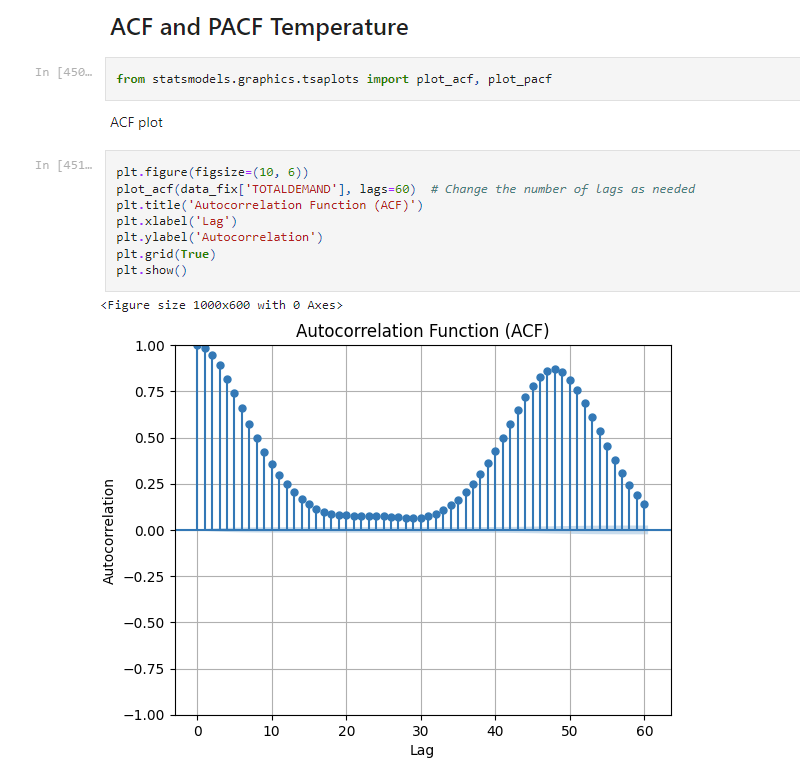 ACF and PACF Temperature
In [450…
from statsmodels.graphics.tsaplots import plot_acf, plot_pacf
ACF plot
In [451…
plt.figure(figsize=(10, 6))
plot_acf(data_fix['TOTALDEMAND'], lags=60)  # Change the number of lags as needed
plt.title('Autocorrelation Function (ACF)')
plt.xlabel('Lag')
plt.ylabel('Autocorrelation')
plt.grid(True)
plt.show()
<Figure size 1000x600 with 0 Axes>
Autocorrelation Function (ACF)
1.00
0.75
0.50
0.25
0.00
−0.25
−0.50
−0.75
−1.00
Autocorrelation
0 10 20 30 40 50 60
Lag